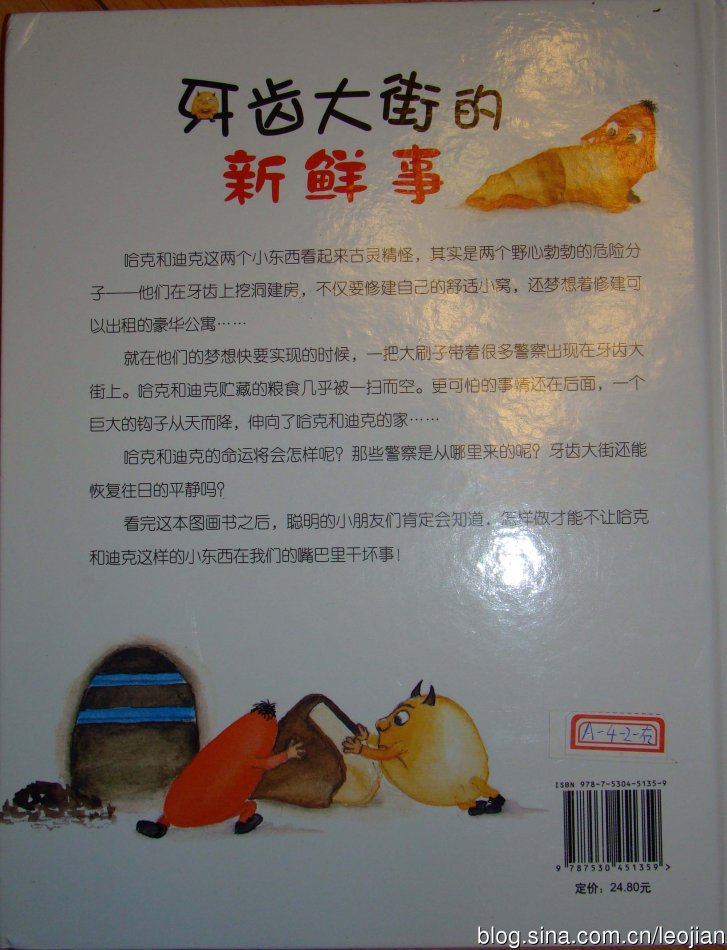 牙齿大街的
新鲜事
哈克和迪克这两个小东西看起来古灵精怪，其实是两个野心勃勃的危险分
子——他们在牙齿上挖洞建房，不仅要修建自己的舒适小窝，还梦想着修建可
以出租的豪华公寓……
就在他们的梦想快要实现的时候，一把大刷子带着很多警察出现在牙齿大
街上。哈克和迪克贮藏的粮食几乎被一扫而空。更可怕的事情还在后面，一个
巨大的钩子从天而降，伸向了哈克和迪克的家……
哈克和迪克的命运将会怎样呢？那些警察是从哪里来的呢？牙齿大街还能
恢复往日的平静吗？
看完这本图画书之后，聪明的小朋友们肯定会知道，怎样做才能不让哈克
和迪克这样的小东西在我们的嘴巴里干坏事！
A-4-2-右
ISBN 978-7-5304-5135-9
9 787530 451359 >
定价：24.80元
blog.sina.com.cn/leojian